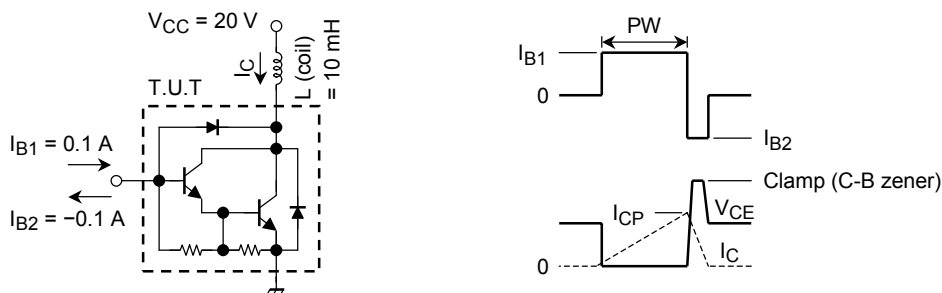 V_CC = 20 V
I_C
L (coil)
= 10 mH
T.U.T
I_B1 = 0.1 A
I_B2 = −0.1 A
PW
I_B1
0
I_B2
Clamp (C-B zener)
I_CP
V_CE
I_C
0